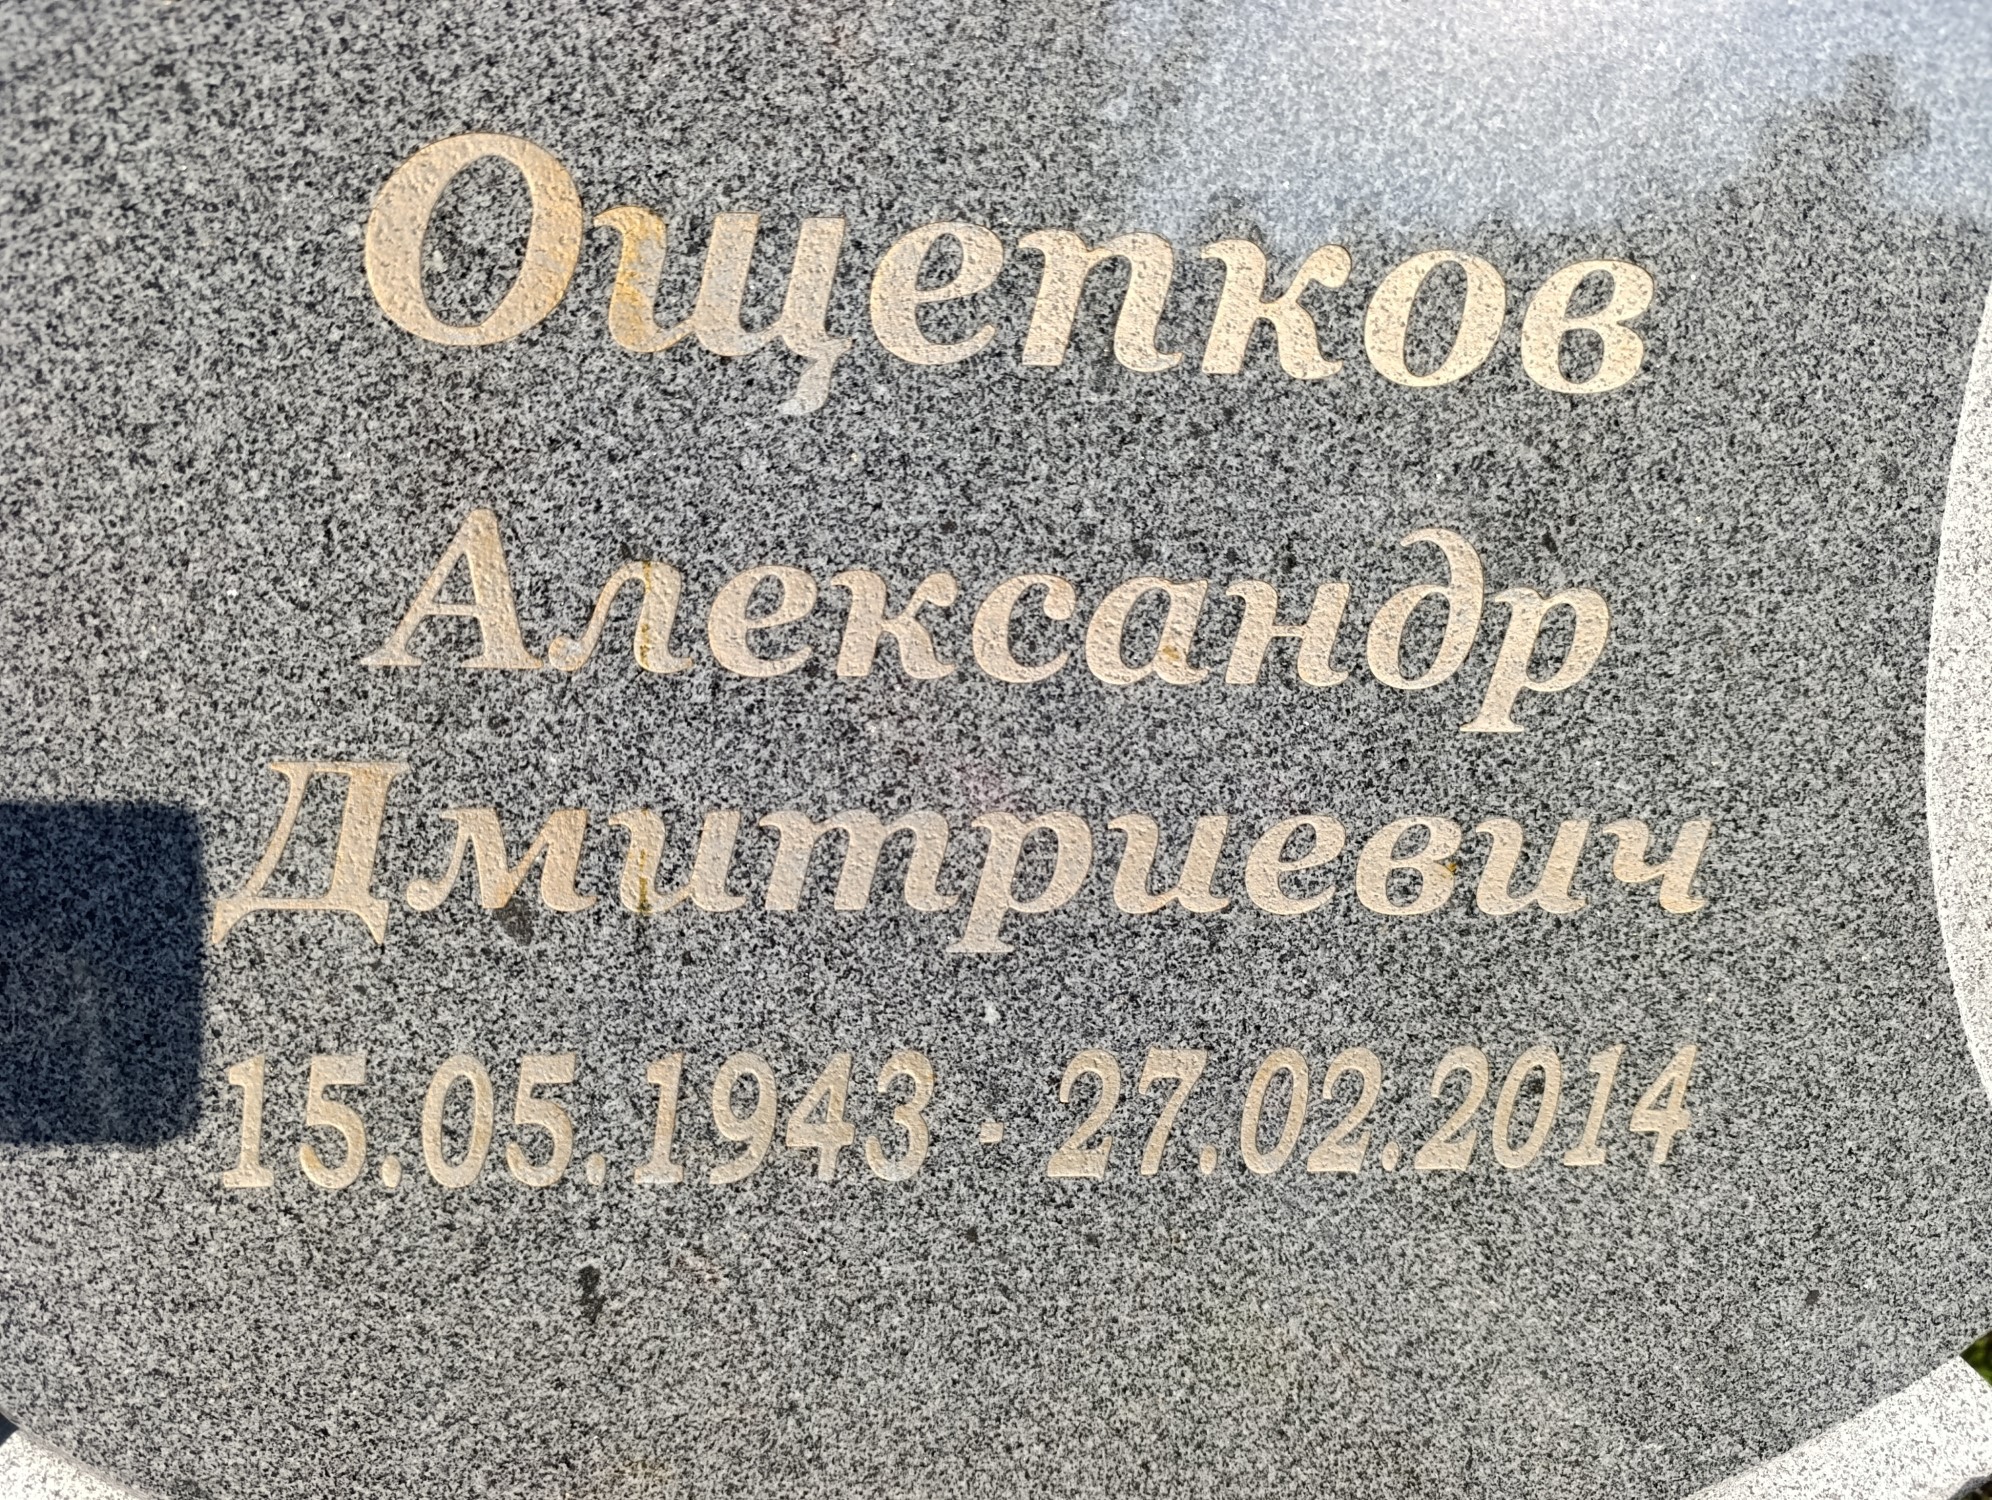 Ощепков
Александр
Дмитриевич
15.05.1943 - 27.02.2014